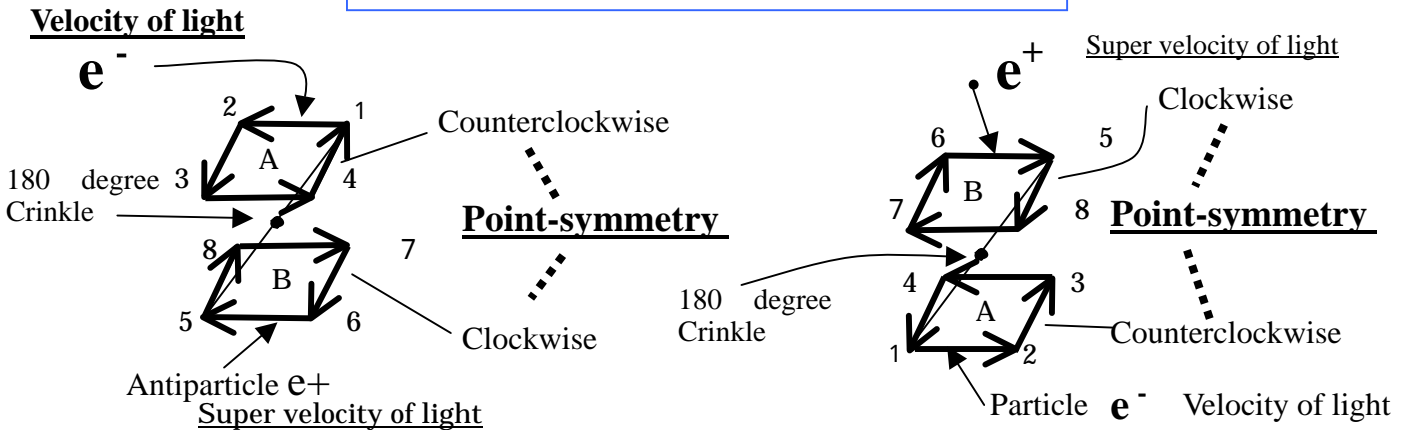 Velocity of light
e -
2 1
A
3 4
Counterclockwise
180 degree
Crinkle
Point-symmetry
8 7
B
5 6
Clockwise
Antiparticle e+
Super velocity of light
e+
Super velocity of light
Clockwise
6 5
B
7 8
Point-symmetry
180 degree
Crinkle
4 3
A
1 2
Counterclockwise
Particle e - Velocity of light